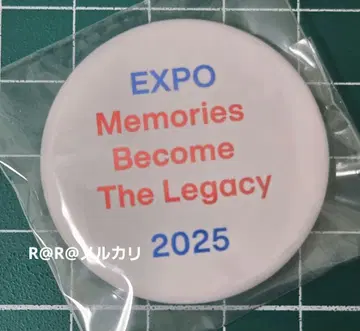 EXPO
Memories
Become
The Legacy
R@R@メルカリ
2025